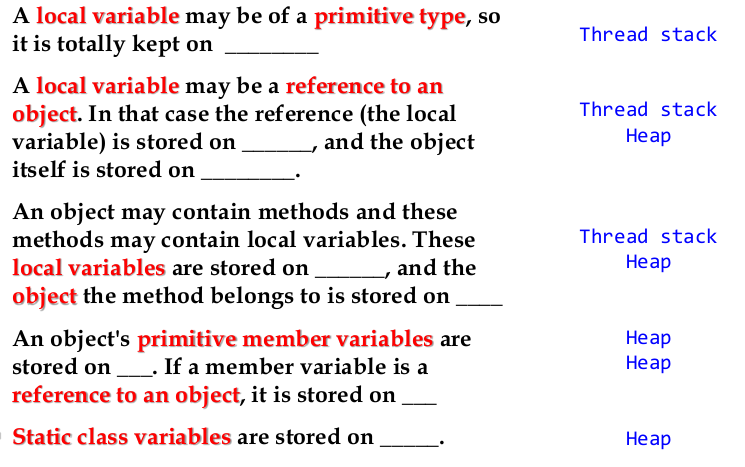 A local variable may be of a primitive type, so
it is totally kept on ________
Thread stack
A local variable may be a reference to an
object. In that case the reference (the local
variable) is stored on ______, and the object
itself is stored on ________.
Thread stack
Heap
An object may contain methods and these
methods may contain local variables. These
local variables are stored on ______, and the
object the method belongs to is stored on ____
Thread stack
Heap
An object's primitive member variables are
stored on ___. If a member variable is a
reference to an object, it is stored on ___
Heap
Heap
Static class variables are stored on _____.
Heap